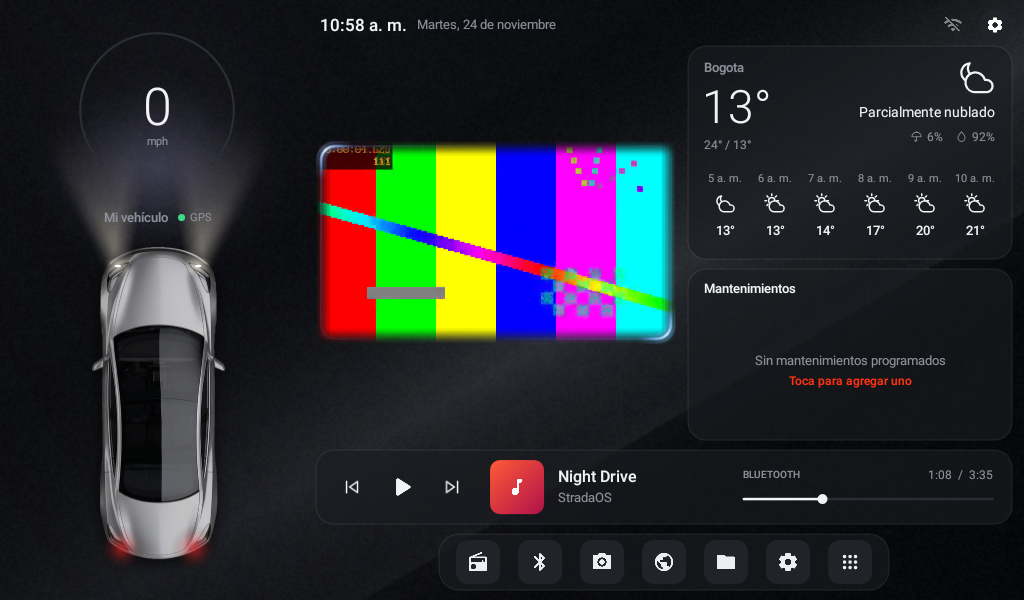 10:58 a. m. Martes, 24 de noviembre
0
mph
Mi vehículo GPS
111
Bogota
13°
24° / 13°
Parcialmente nublado
6% 92%
5 a. m. 6 a. m. 7 a. m. 8 a. m. 9 a. m. 10 a. m.
13° 13° 14° 17° 20° 21°
Mantenimientos
Sin mantenimientos programados
Toca para agregar uno
Night Drive
StradaOS
BLUETOOTH
1:08 / 3:35